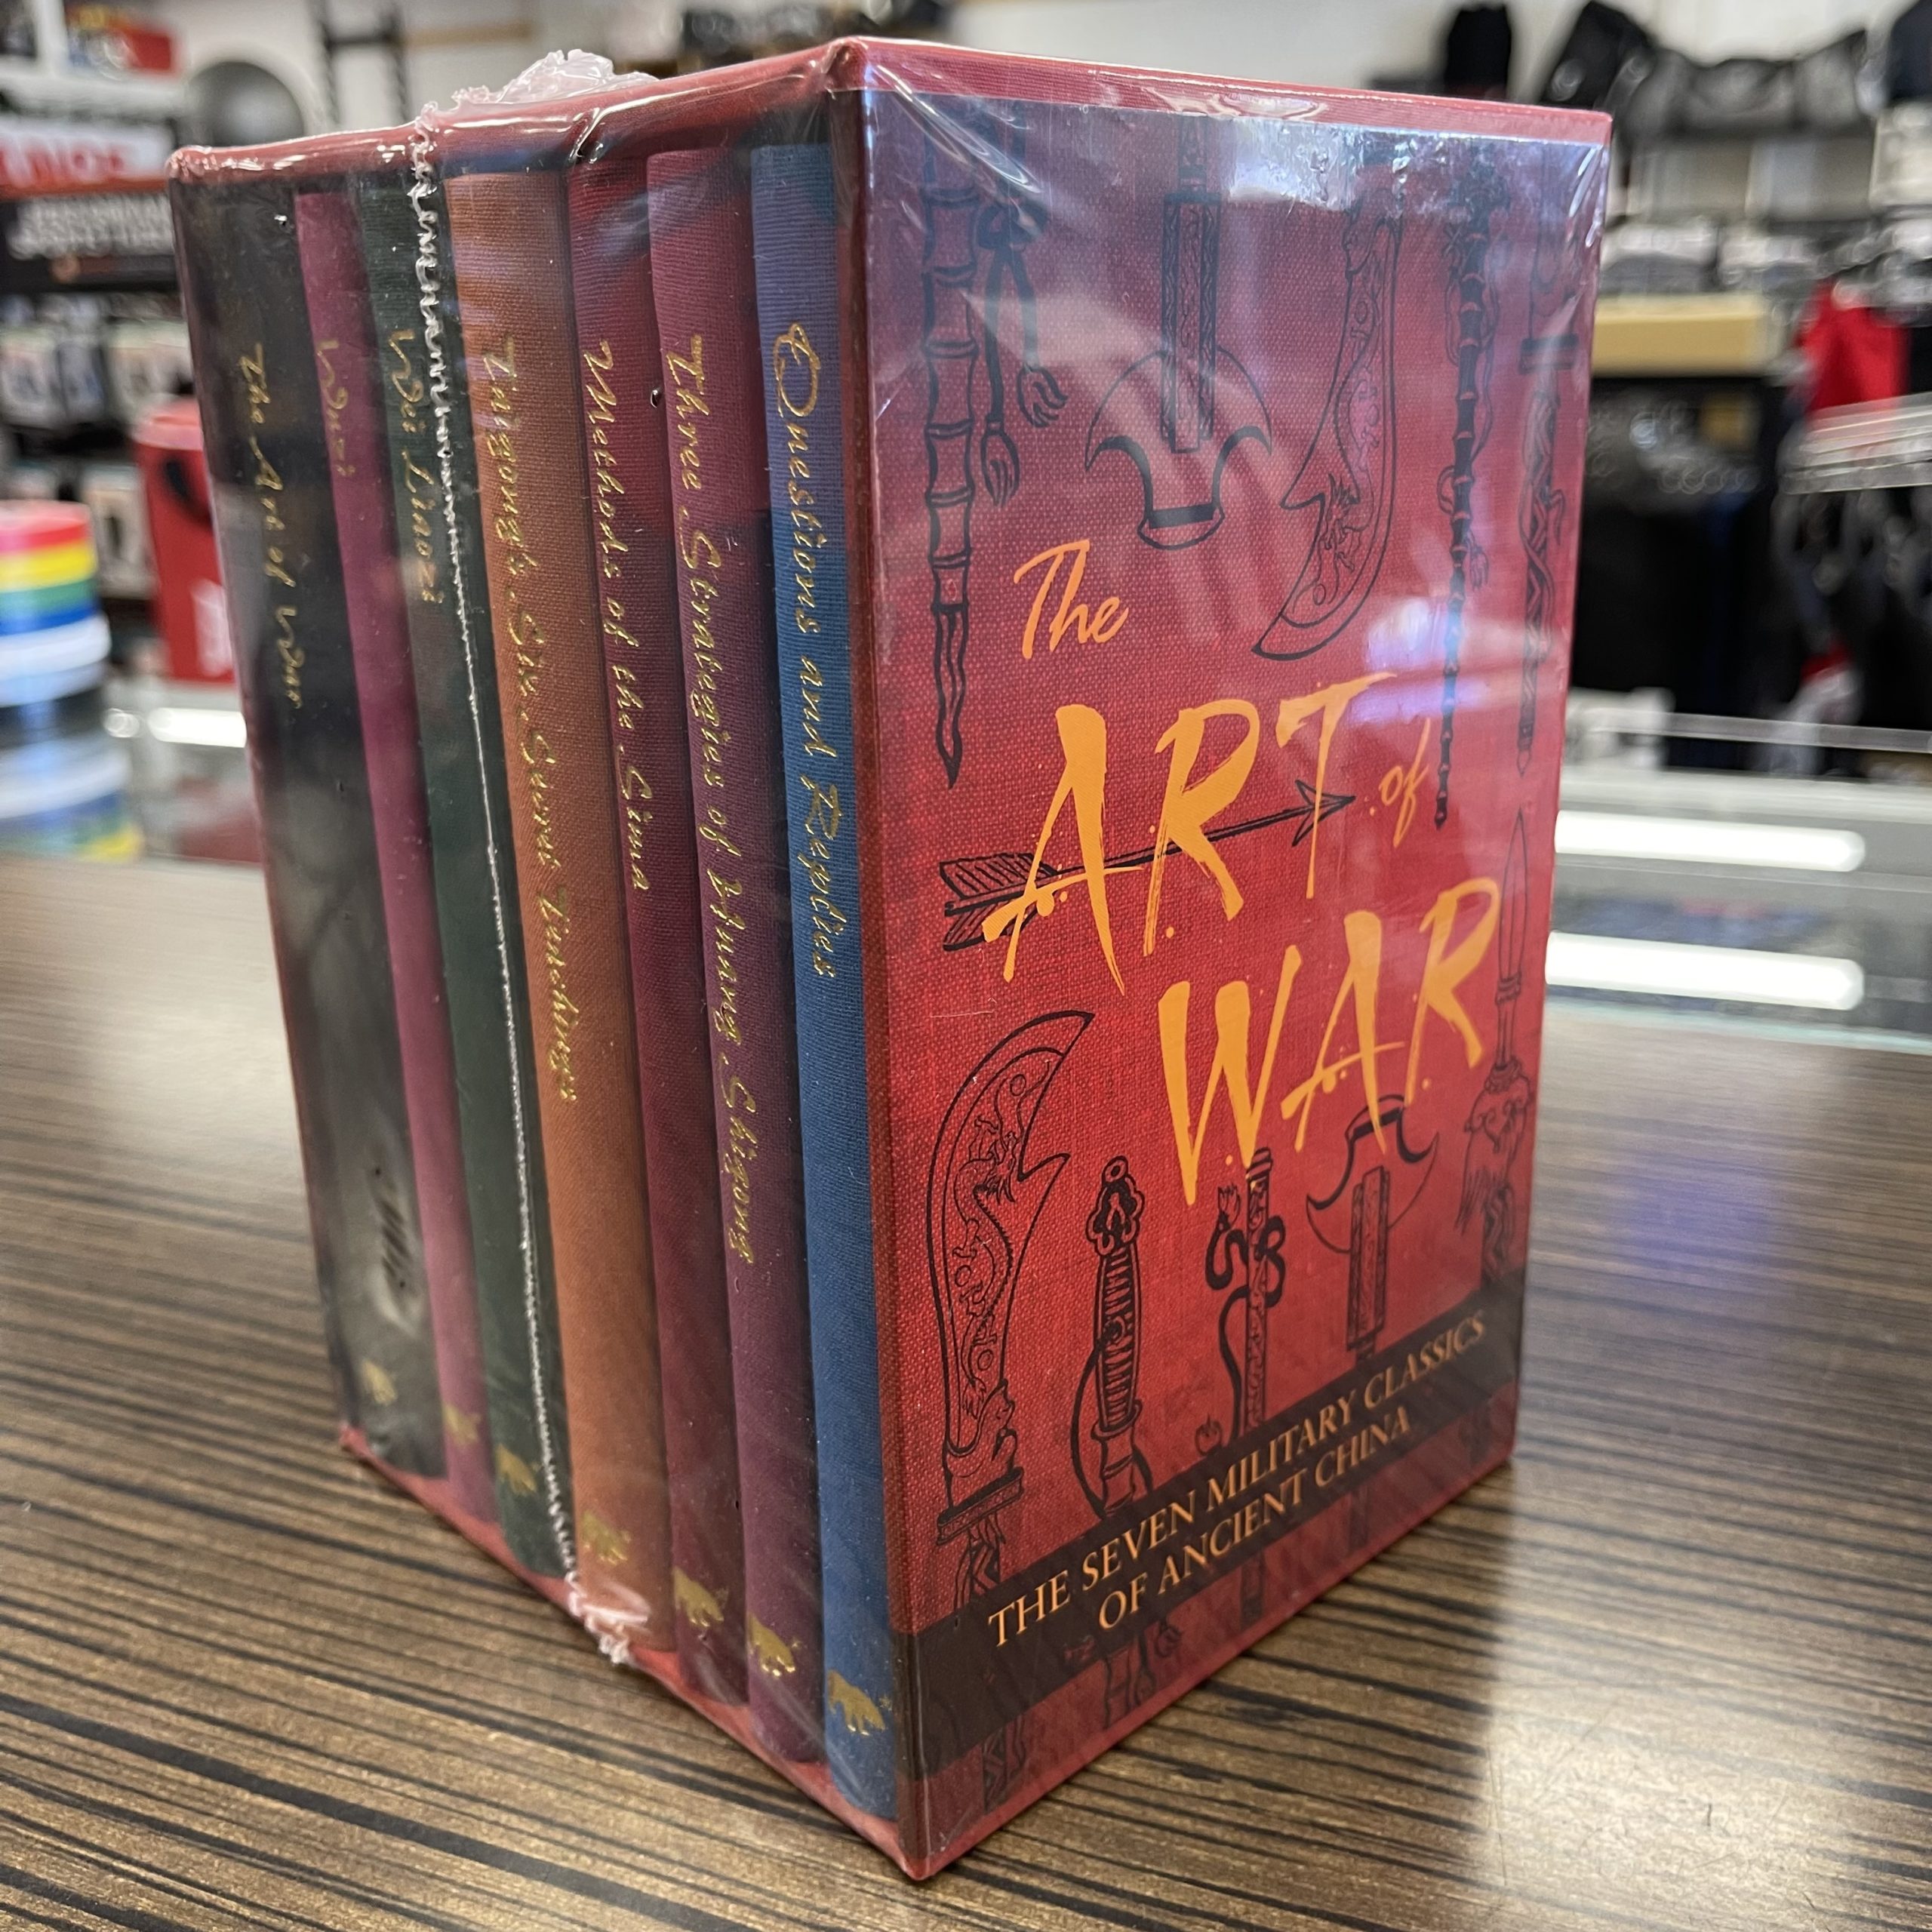 The Art of War
Wuzi
Wei Liaozi
Taigong's Six Secret Teachings
Methods of the Sima
Three Strategies of Huang Shigong
Questions and Replies
The
ART of
WAR
THE SEVEN MILITARY CLASSICS
OF ANCIENT CHINA